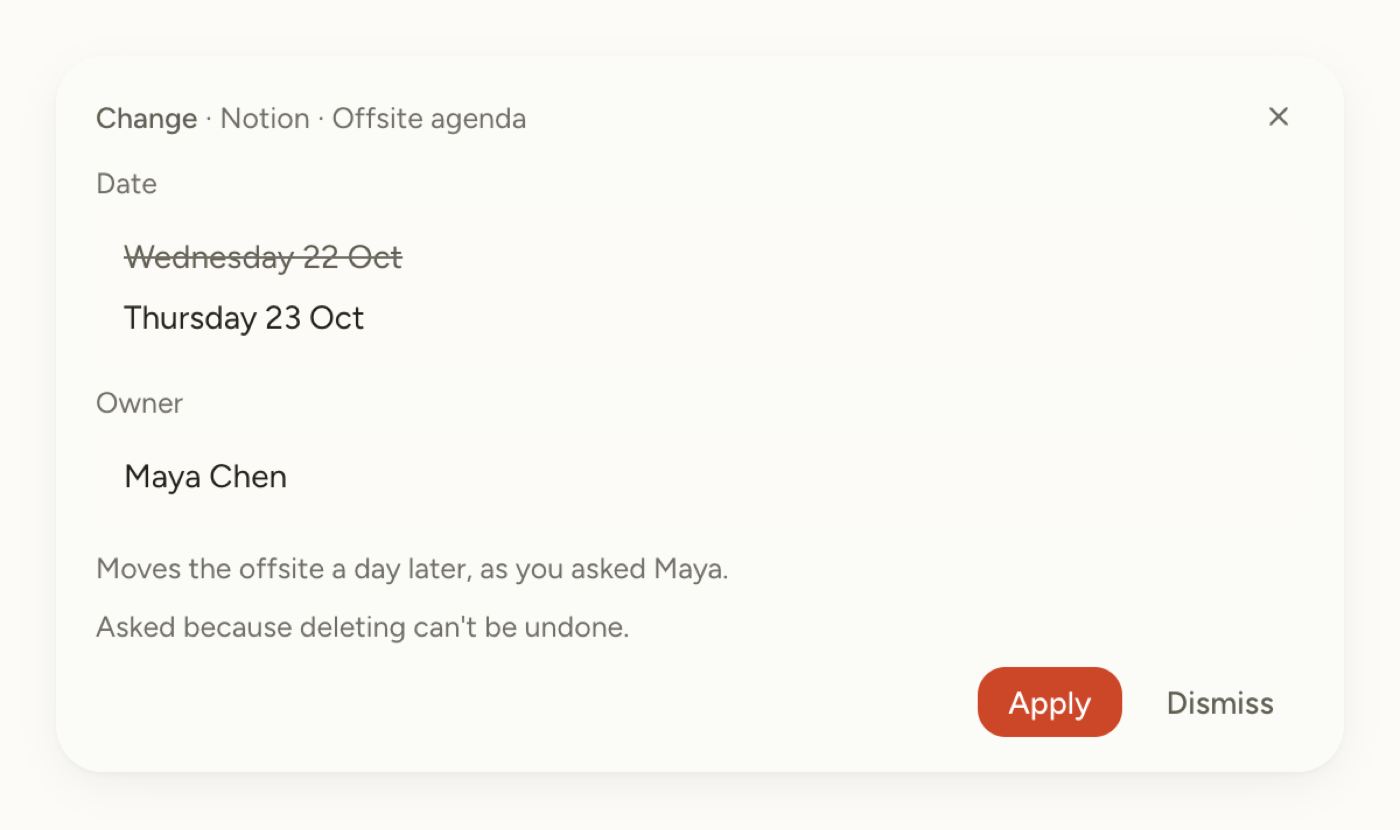 Change · Notion · Offsite agenda
Date
Wednesday 22 Oct
Thursday 23 Oct
Owner
Maya Chen
Moves the offsite a day later, as you asked Maya.
Asked because deleting can't be undone.
Apply Dismiss